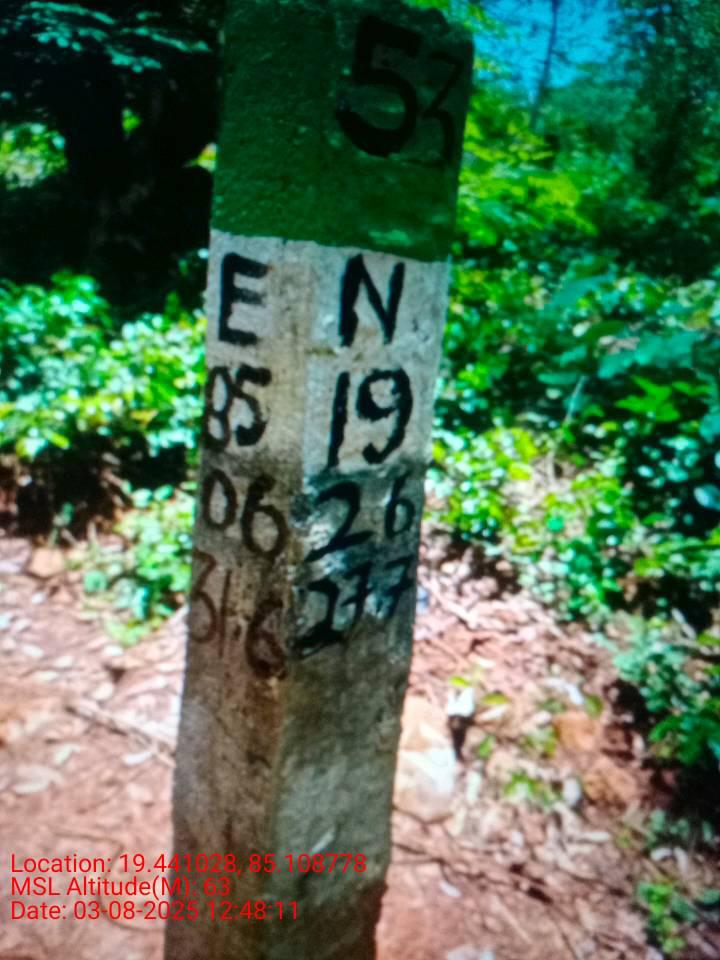 53
E N
85 19
06 26
31.6 27.7
Location: 19.441028, 85.108778
MSL Altitude(M): 63
Date: 03-08-2025 12:48:11